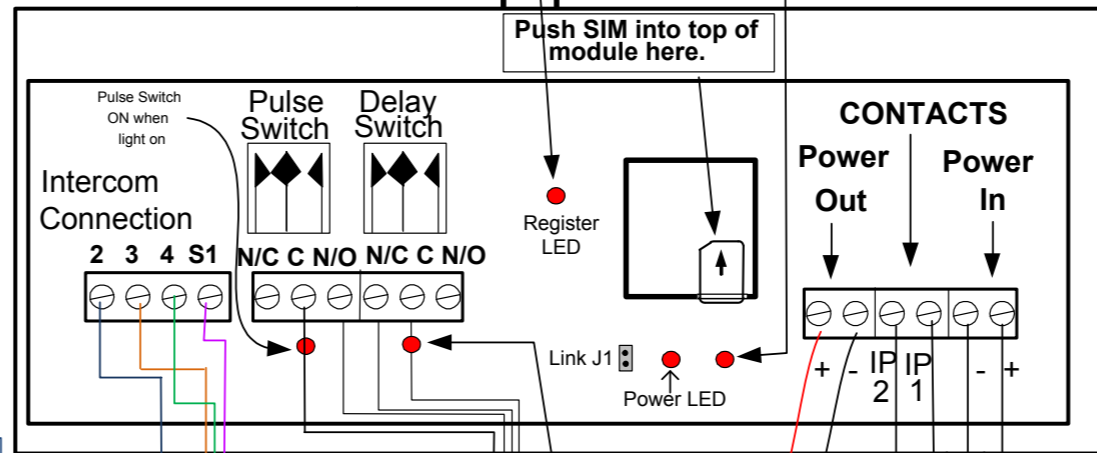 Push SIM into top of
module here.
Pulse Switch
ON when
light on
Pulse
Switch
Delay
Switch
CONTACTS
Power
Out
Power
In
Intercom
Connection
Register
LED
2 3 4 S1
N/C C N/O N/C C N/O
Link J1
Power LED
+ - IP IP - +
2 1